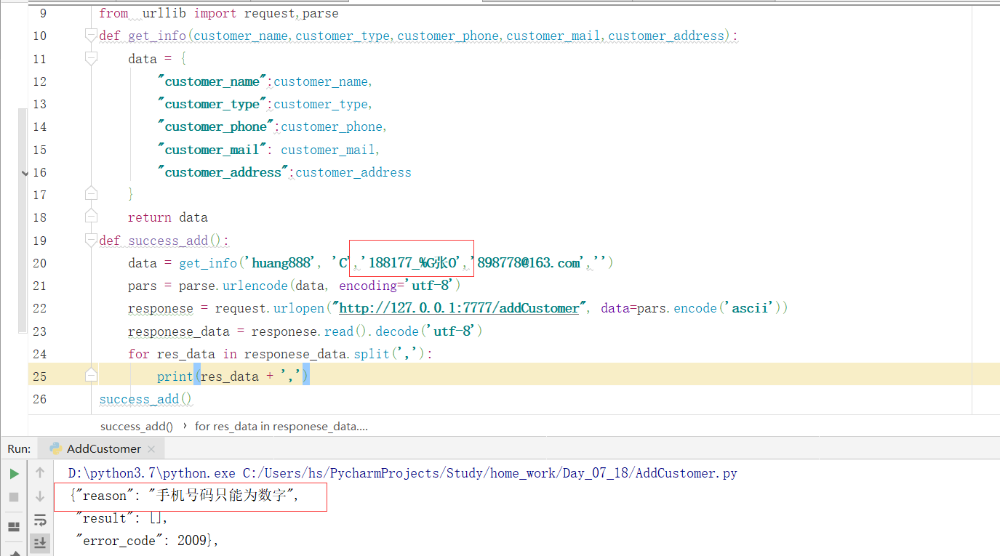 9 from  urllib import request,parse
10 def get_info(customer_name,customer_type,customer_phone,customer_mail,customer_address):
11 data = {
12 "customer_name":customer_name,
13 "customer_type":customer_type,
14 "customer_phone":customer_phone,
15 "customer_mail": customer_mail,
16 "customer_address":customer_address
17 }
18 return data
19 def success_add():
20 data = get_info('huang888', 'C','188177_%G张O','898778@163.com','')
21 pars = parse.urlencode(data, encoding='utf-8')
22 responese = request.urlopen("http://127.0.0.1:7777/addCustomer", data=pars.encode('ascii'))
23 responese_data = responese.read().decode('utf-8')
24 for res_data in responese_data.split(','):
25 print(res_data + ',')
26 success_add()
success_add() › for res_data in responese_data....
Run: AddCustomer ×
D:\python3.7\python.exe C:/Users/hs/PycharmProjects/Study/home_work/Day_07_18/AddCustomer.py
{"reason": "手机号码只能为数字",
"result": [],
"error_code": 2009},